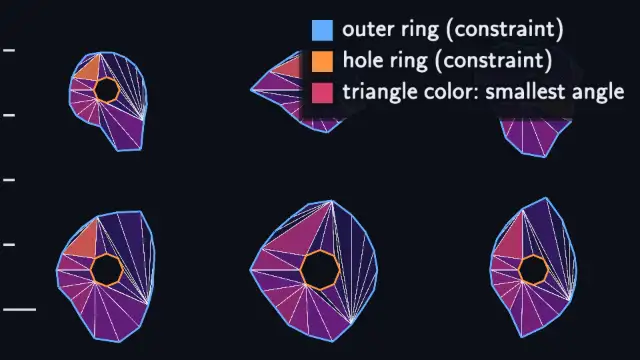 outer ring (constraint)
hole ring (constraint)
triangle color: smallest angle